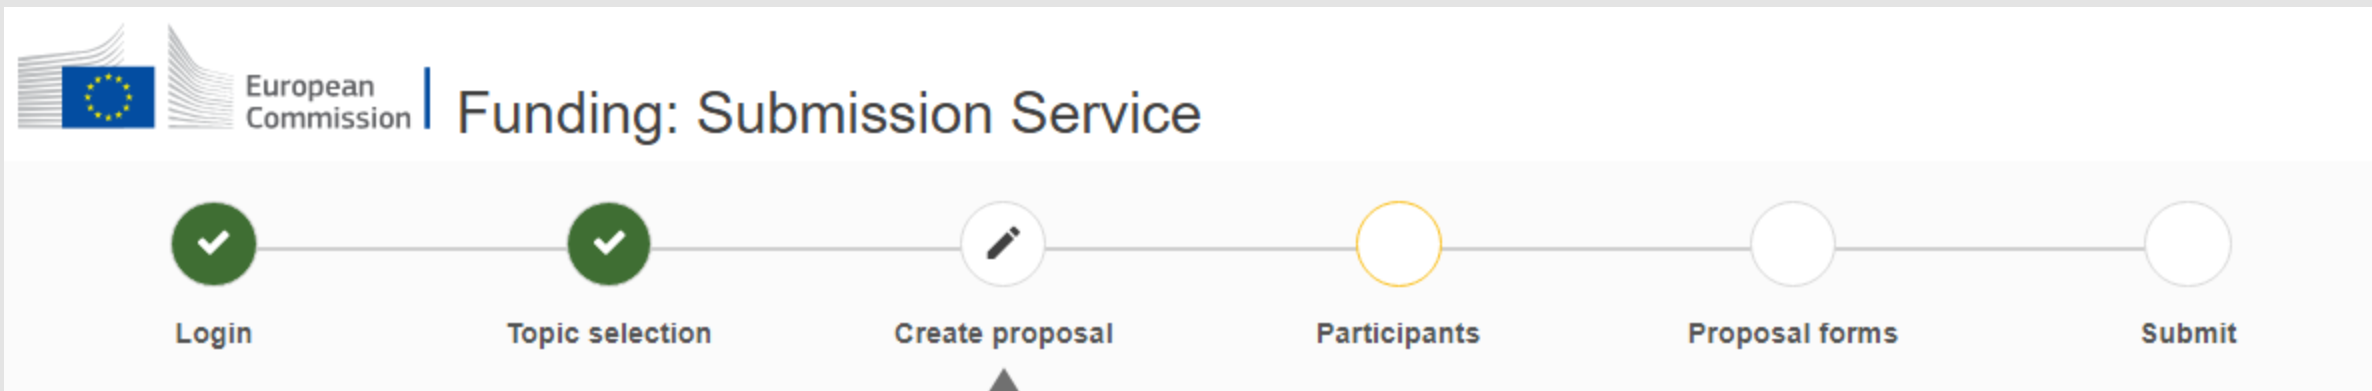 European
Commission
Funding: Submission Service
Login
Topic selection
Create proposal
Participants
Proposal forms
Submit